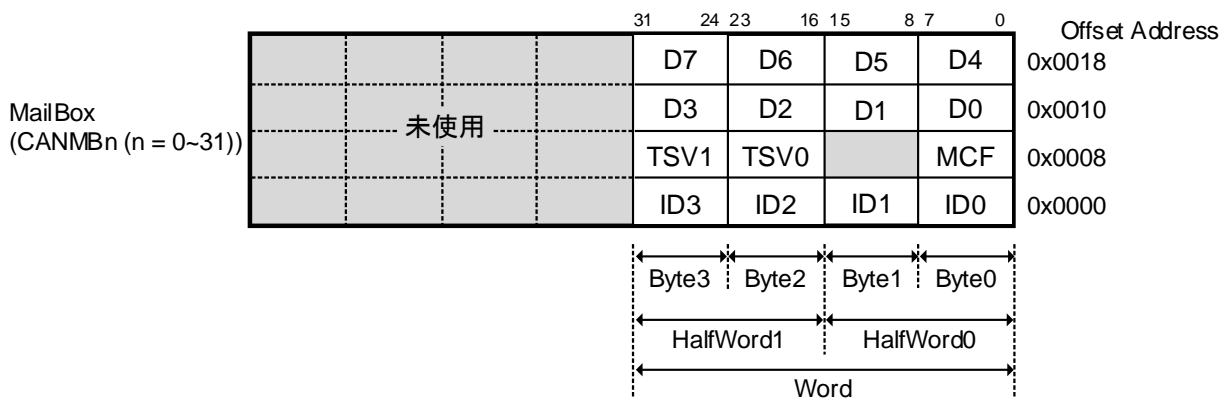 31 24 23 16 15 8 7 0
Offset Address
D7 D6 D5 D4 0x0018
MailBox
(CANMBn (n = 0~31))
未使用
D3 D2 D1 D0 0x0010
TSV1 TSV0 MCF 0x0008
ID3 ID2 ID1 ID0 0x0000
Byte3 Byte2 Byte1 Byte0
HalfWord1 HalfWord0
Word